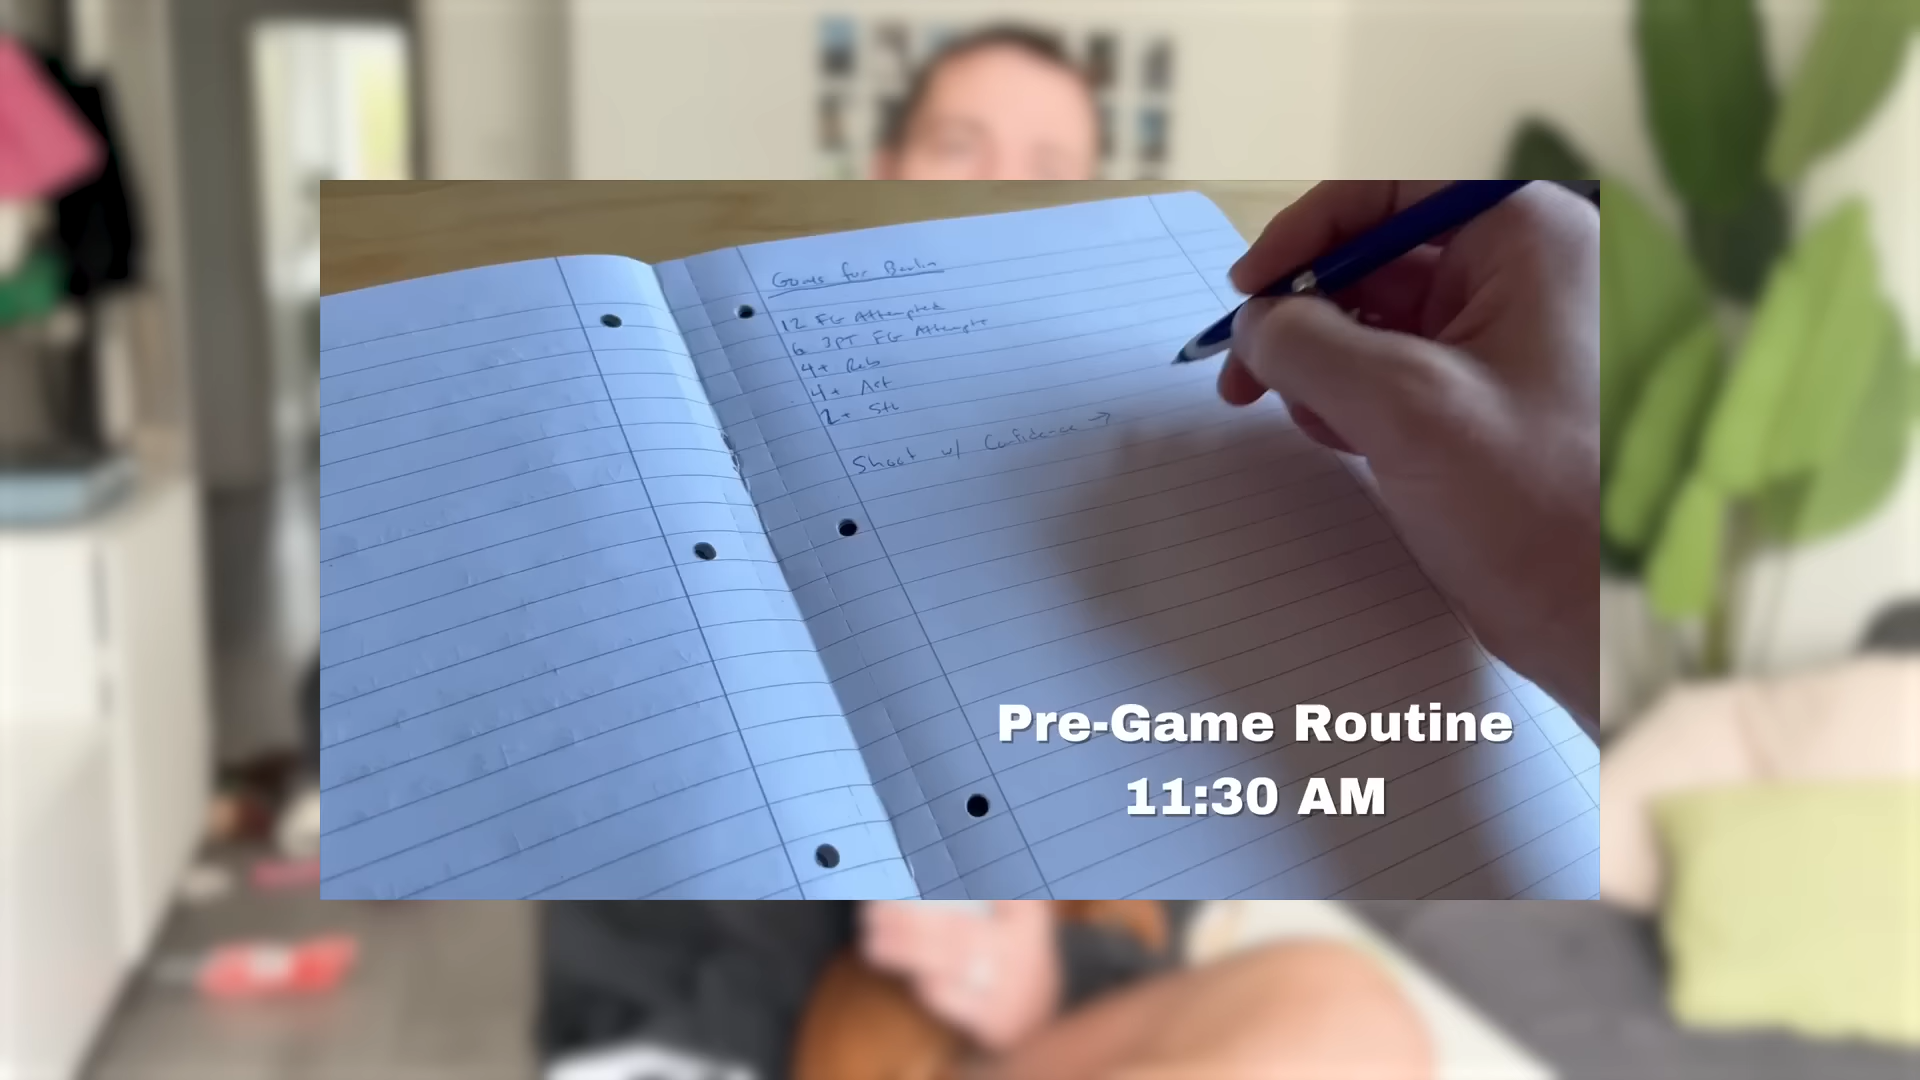 Goals for Berlin
12 FG Attempted
6 3PT FG Attempts
4+ Reb
4+ Ast
2+ Stl
Shoot w/ Confidence →
Pre-Game Routine
11:30 AM